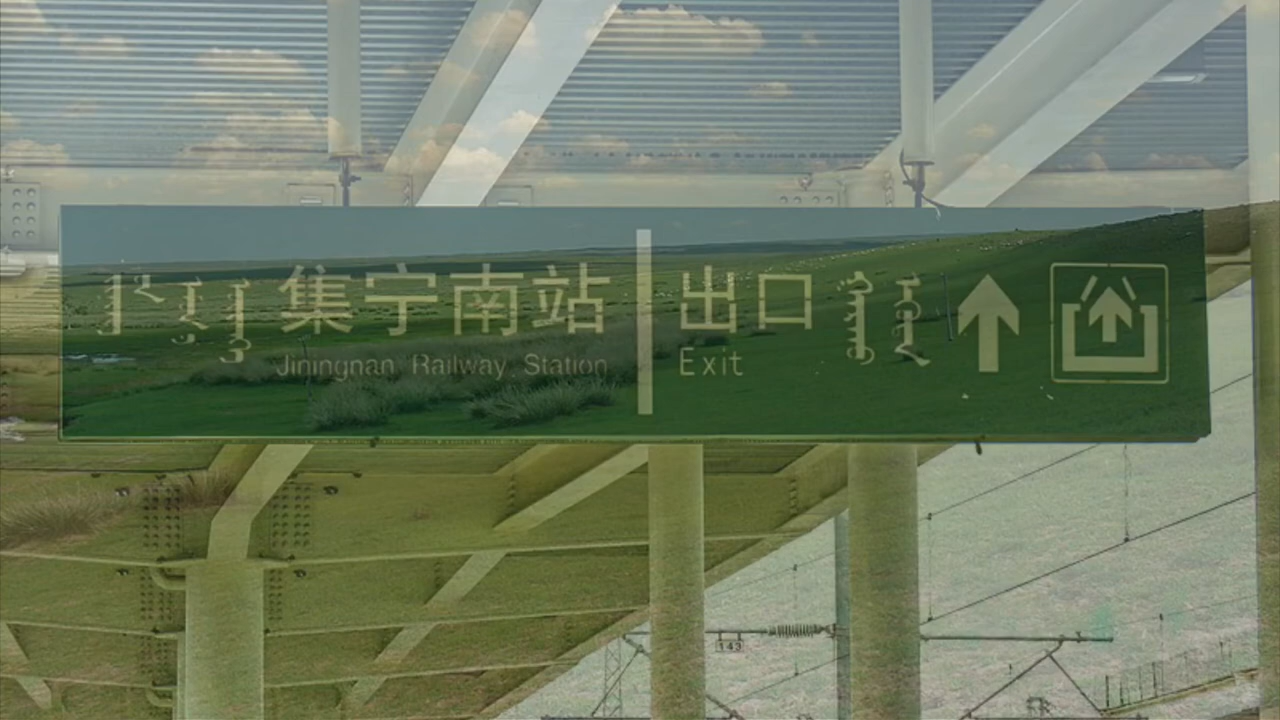 集宁南站
Jiningnan Railway Station
出口
Exit
143